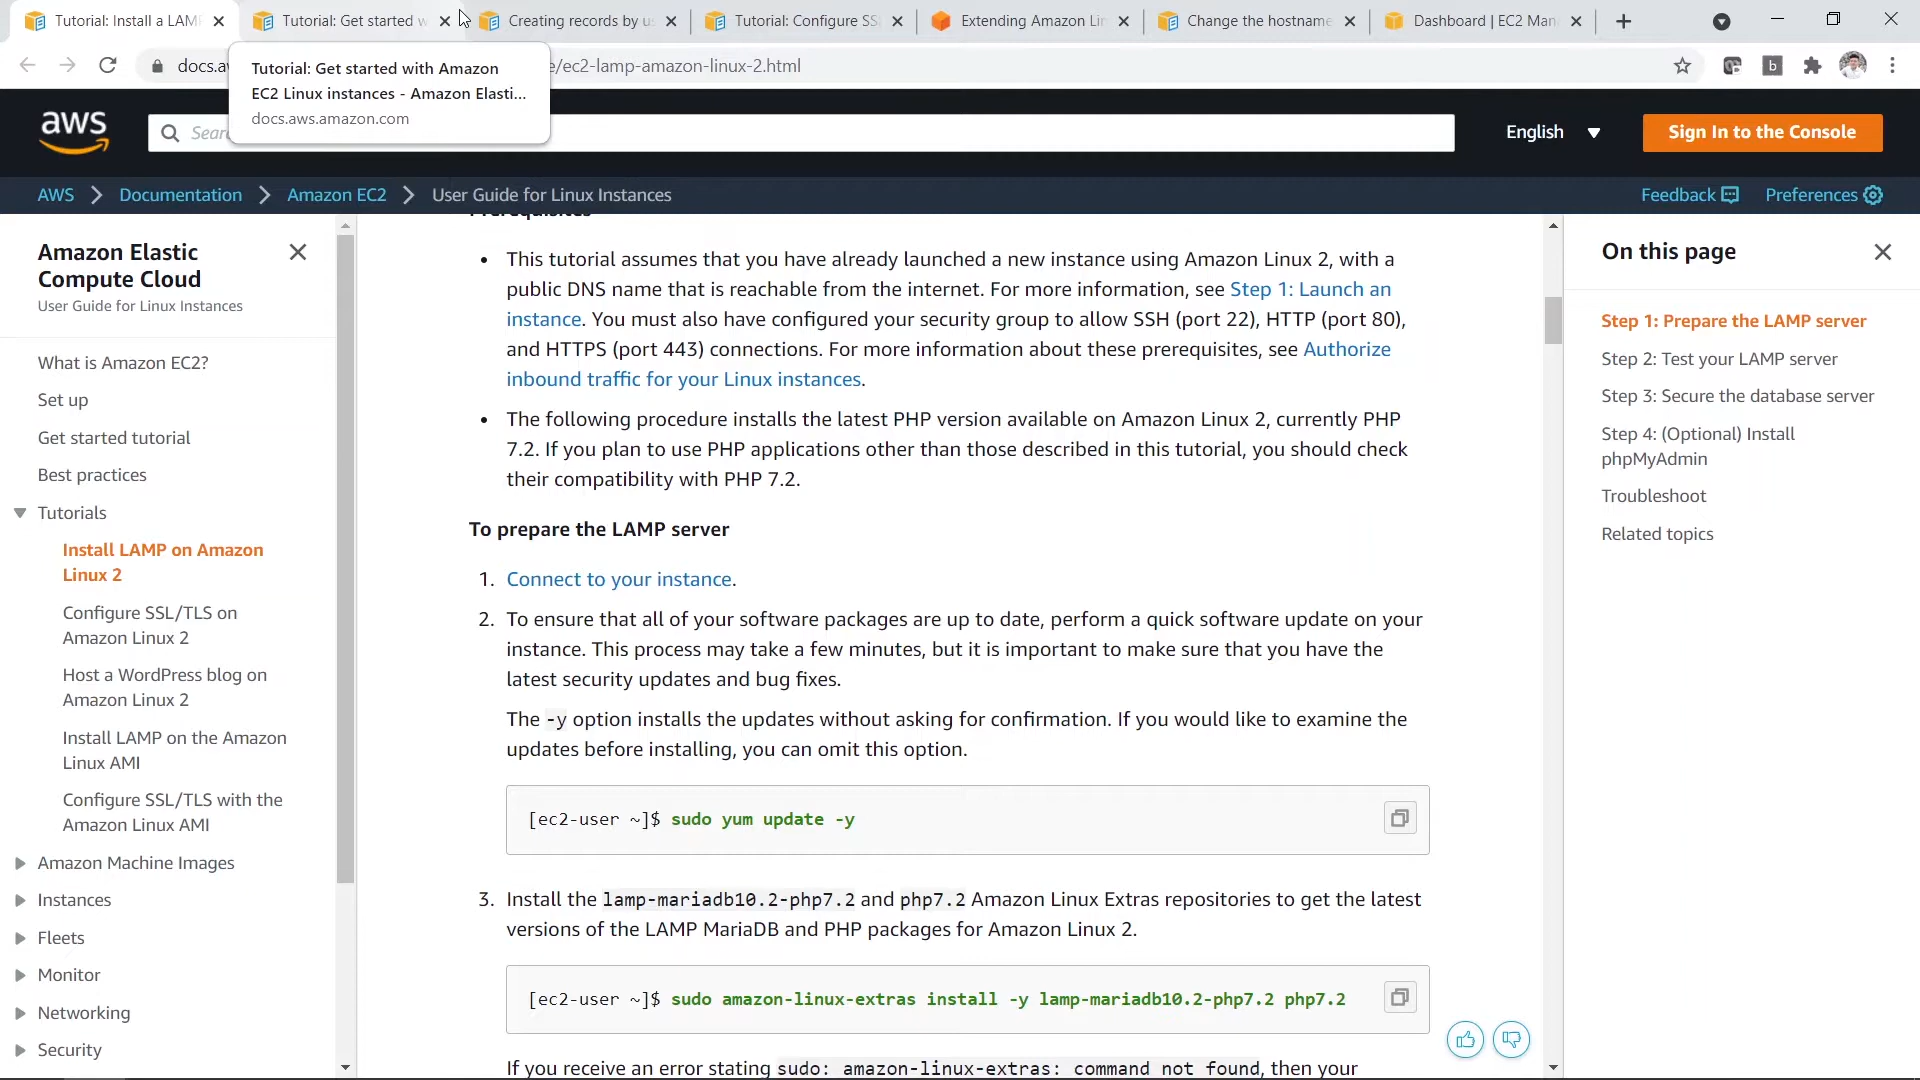 Tutorial: Install a LAMP
Tutorial: Get started w
Creating records by u
Tutorial: Configure SS
Extending Amazon Lin
Change the hostname
Dashboard | EC2 Man
Tutorial: Get started with Amazon
EC2 Linux instances - Amazon Elasti...
docs.aws.amazon.com
docs.aw
e/ec2-lamp-amazon-linux-2.html
b
aws
Sear
English
Sign In to the Console
AWS
Documentation
Amazon EC2
User Guide for Linux Instances
Feedback
Preferences
Amazon Elastic
Compute Cloud
User Guide for Linux Instances
What is Amazon EC2?
Set up
Get started tutorial
Best practices
Tutorials
Install LAMP on Amazon
Linux 2
Configure SSL/TLS on
Amazon Linux 2
Host a WordPress blog on
Amazon Linux 2
Install LAMP on the Amazon
Linux AMI
Configure SSL/TLS with the
Amazon Linux AMI
Amazon Machine Images
Instances
Fleets
Monitor
Networking
Security
Prerequisites
• This tutorial assumes that you have already launched a new instance using Amazon Linux 2, with a
public DNS name that is reachable from the internet. For more information, see Step 1: Launch an
instance. You must also have configured your security group to allow SSH (port 22), HTTP (port 80),
and HTTPS (port 443) connections. For more information about these prerequisites, see Authorize
inbound traffic for your Linux instances.
• The following procedure installs the latest PHP version available on Amazon Linux 2, currently PHP
7.2. If you plan to use PHP applications other than those described in this tutorial, you should check
their compatibility with PHP 7.2.
To prepare the LAMP server
1. Connect to your instance.
2. To ensure that all of your software packages are up to date, perform a quick software update on your
instance. This process may take a few minutes, but it is important to make sure that you have the
latest security updates and bug fixes.
The -y option installs the updates without asking for confirmation. If you would like to examine the
updates before installing, you can omit this option.
[ec2-user ~]$ sudo yum update -y
3. Install the lamp-mariadb10.2-php7.2 and php7.2 Amazon Linux Extras repositories to get the latest
versions of the LAMP MariaDB and PHP packages for Amazon Linux 2.
[ec2-user ~]$ sudo amazon-linux-extras install -y lamp-mariadb10.2-php7.2 php7.2
If you receive an error stating sudo: amazon-linux-extras: command not found, then your
On this page
Step 1: Prepare the LAMP server
Step 2: Test your LAMP server
Step 3: Secure the database server
Step 4: (Optional) Install
phpMyAdmin
Troubleshoot
Related topics